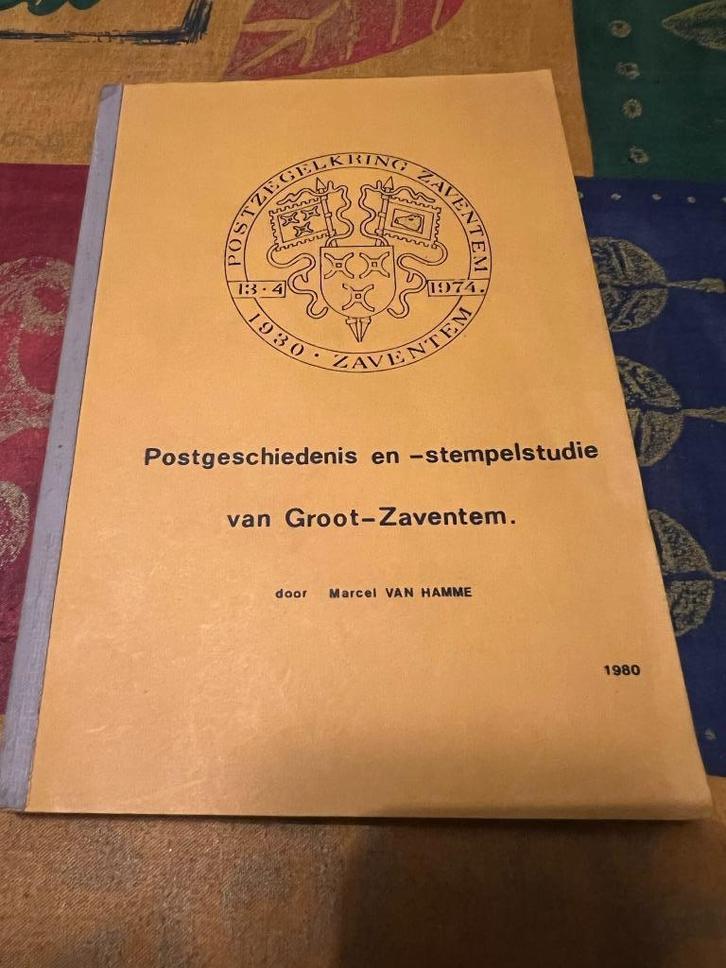 POSTZEGELKRING ZAVENTEM
13·4 1974.
1930 · ZAVENTEM
Postgeschiedenis en -stempelstudie
van Groot-Zaventem.
door Marcel VAN HAMME
1980